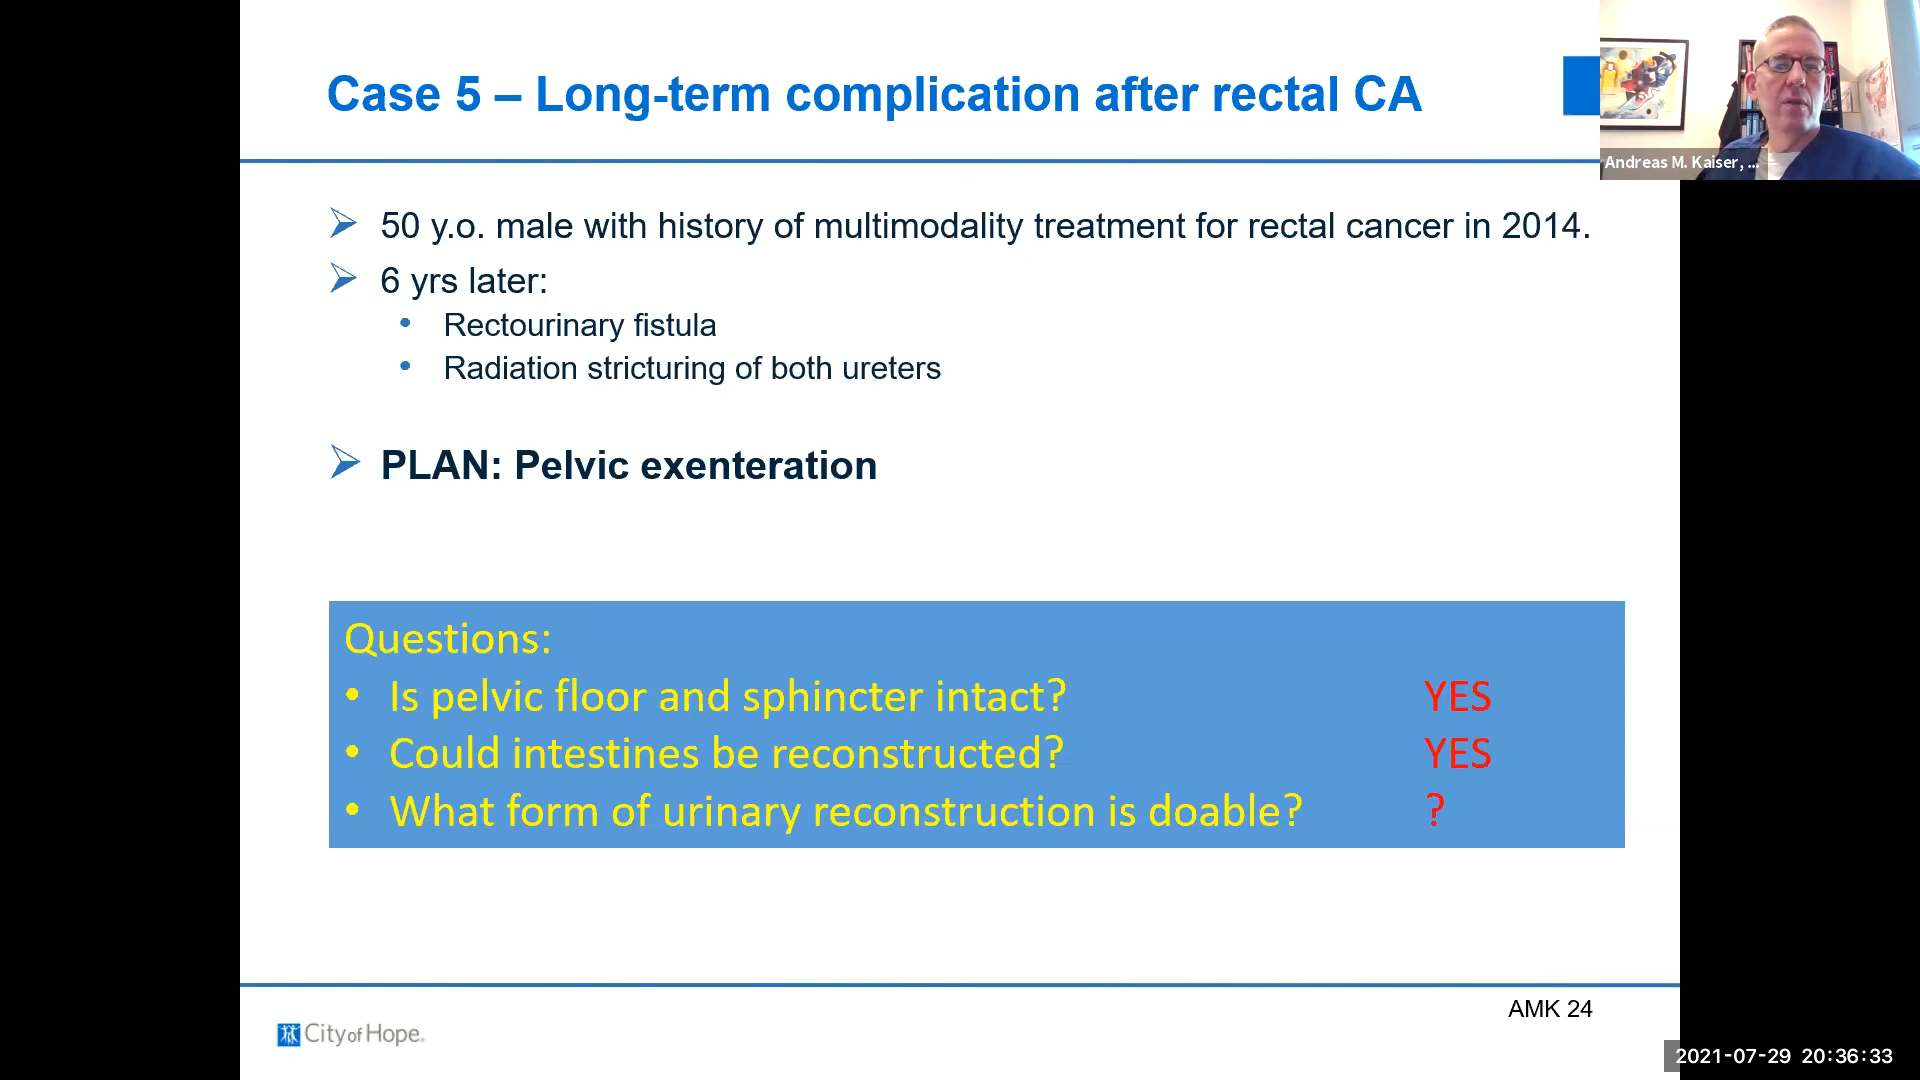 Case 5 – Long-term complication after rectal CA
Andreas M. Kaiser, ...
50 y.o. male with history of multimodality treatment for rectal cancer in 2014.
6 yrs later:
• Rectourinary fistula
• Radiation stricturing of both ureters
PLAN: Pelvic exenteration
Questions:
• Is pelvic floor and sphincter intact? YES
• Could intestines be reconstructed? YES
• What form of urinary reconstruction is doable? ?
AMK 24
City of Hope
2021-07-29 20:36:33